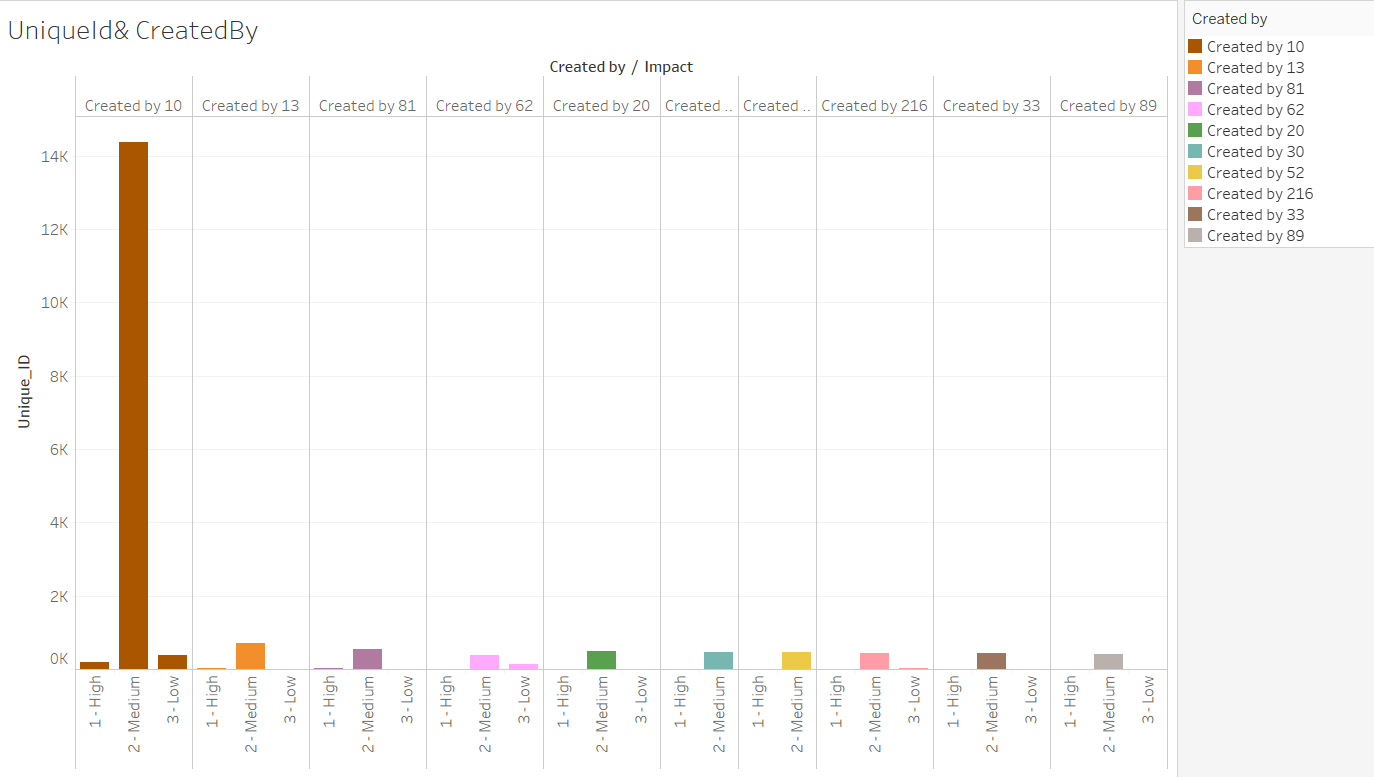 UniqueId& CreatedBy
Created by / Impact
Created by 10 Created by 13 Created by 81 Created by 62 Created by 20 Created .. Created .. Created by 216 Created by 33 Created by 89
14K
12K
10K
8K
6K
4K
2K
0K
Unique_ID
1 - High 2 - Medium 3 - Low 1 - High 2 - Medium 3 - Low 1 - High 2 - Medium 3 - Low 1 - High 2 - Medium 3 - Low 1 - High 2 - Medium 3 - Low 1 - High 2 - Medium 1 - High 2 - Medium 1 - High 2 - Medium 3 - Low 1 - High 2 - Medium 3 - Low 1 - High 2 - Medium 3 - Low
Created by
Created by 10
Created by 13
Created by 81
Created by 62
Created by 20
Created by 30
Created by 52
Created by 216
Created by 33
Created by 89